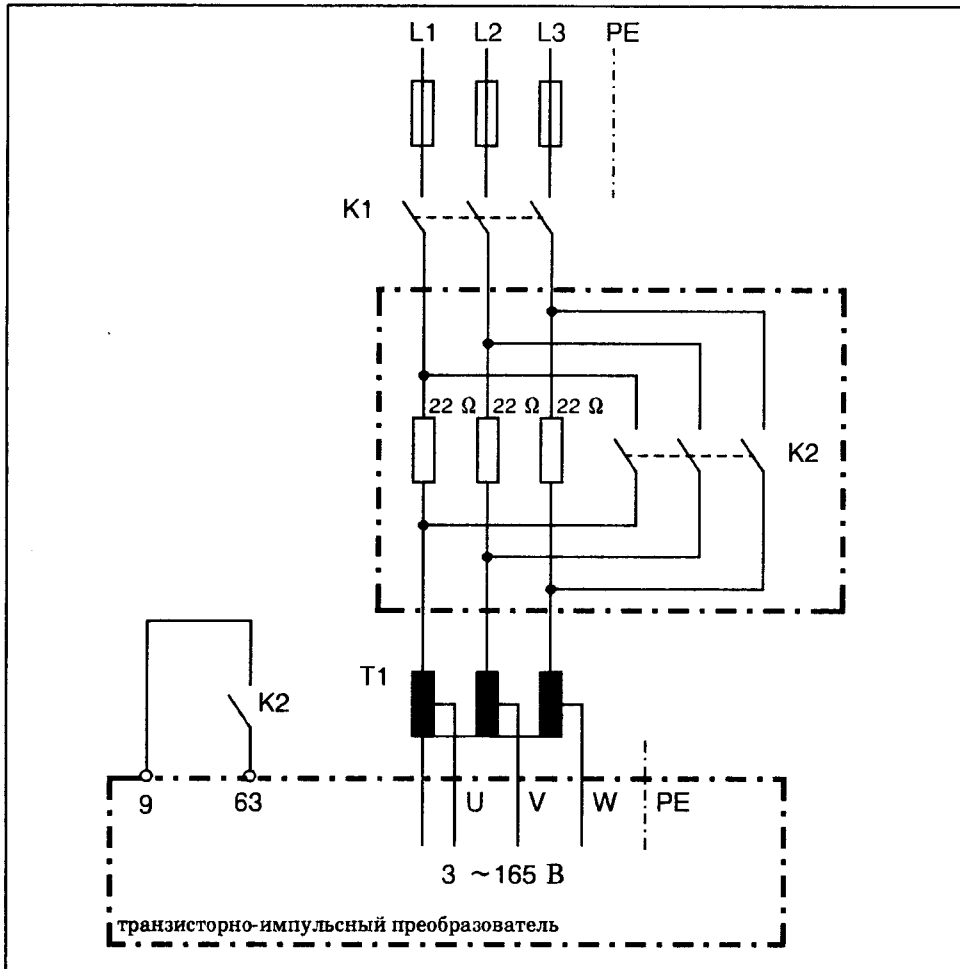 L1 L2 L3 PE
K1
22 Ω 22 Ω 22 Ω
K2
T1
K2
9 63 U V W PE
3 ~165 В
транзисторно-импульсный преобразователь